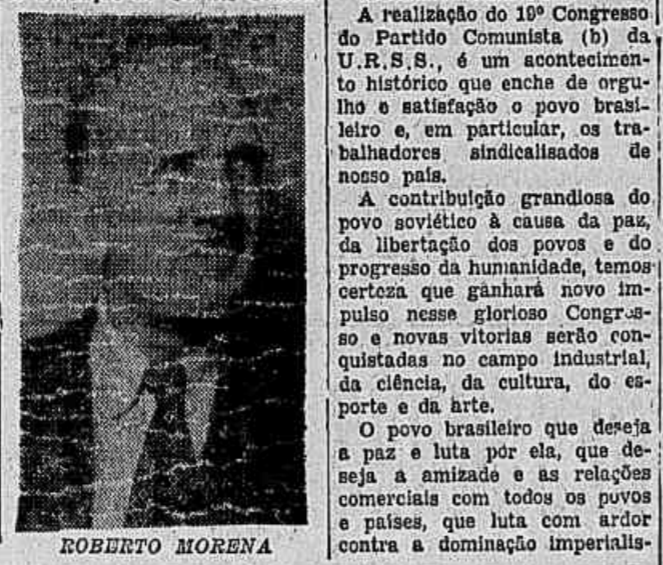 ROBERTO MORENA
A realização do 19º Congresso
do Partido Comunista (b) da
U.R.S.S., é um acontecimen-
to histórico que enche de orgu-
lho e satisfação o povo brasi-
leiro e, em particular, os tra-
balhadores sindicalisados de
nosso país.
A contribuição grandiosa do
povo soviético à causa da paz,
da libertação dos povos e do
progresso da humanidade, temos
certeza que ganhará novo im-
pulso nesse glorioso Congres-
so e novas vitorias serão con-
quistadas no campo industrial,
da ciência, da cultura, do es-
porte e da arte.
O povo brasileiro que deseja
a paz e luta por ela, que de-
seja a amizade e as relações
comerciais com todos os povos
e países, que luta com ardor
contra a dominação imperialis-